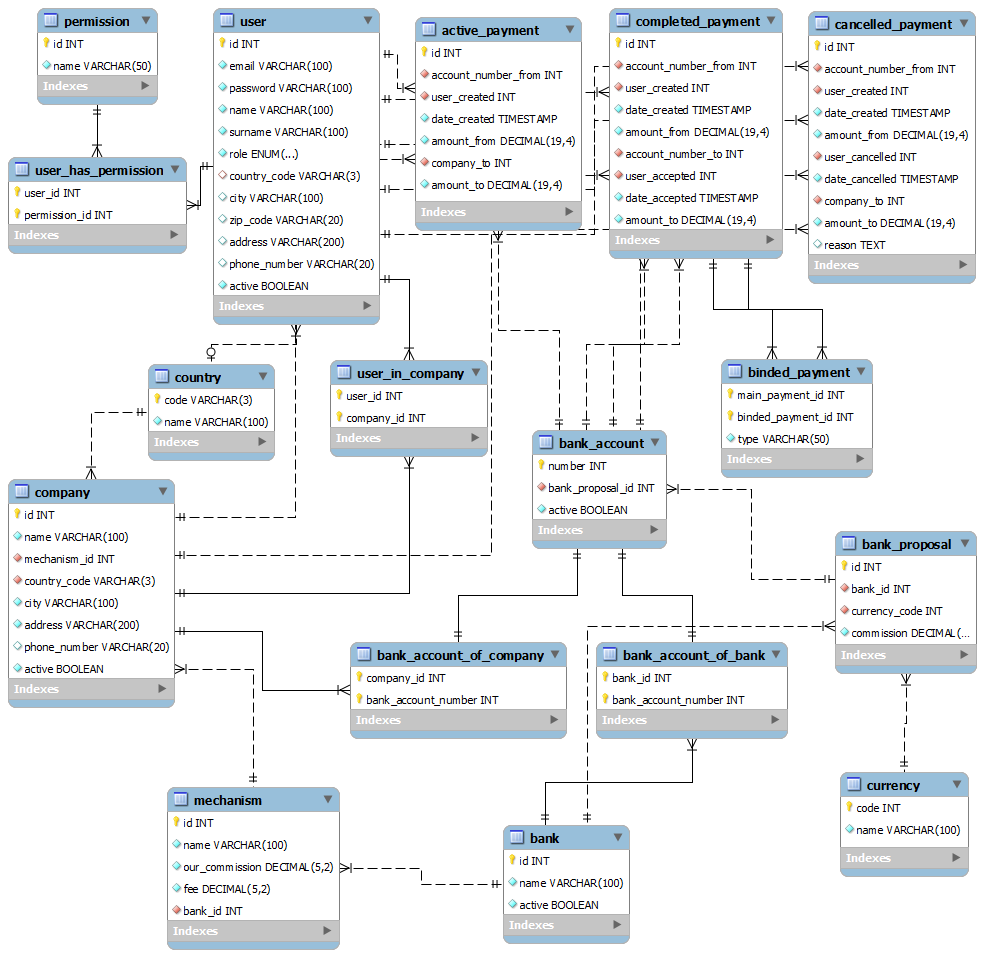 permission
id INT
name VARCHAR(50)
Indexes
user
id INT
email VARCHAR(100)
password VARCHAR(100)
name VARCHAR(100)
surname VARCHAR(100)
role ENUM(...)
country_code VARCHAR(3)
city VARCHAR(100)
zip_code VARCHAR(20)
address VARCHAR(200)
phone_number VARCHAR(20)
active BOOLEAN
Indexes
active_payment
id INT
account_number_from INT
user_created INT
date_created TIMESTAMP
amount_from DECIMAL(19,4)
company_to INT
amount_to DECIMAL(19,4)
Indexes
completed_payment
id INT
account_number_from INT
user_created INT
date_created TIMESTAMP
amount_from DECIMAL(19,4)
account_number_to INT
user_accepted INT
date_accepted TIMESTAMP
amount_to DECIMAL(19,4)
Indexes
cancelled_payment
id INT
account_number_from INT
user_created INT
date_created TIMESTAMP
amount_from DECIMAL(19,4)
user_cancelled INT
date_cancelled TIMESTAMP
company_to INT
amount_to DECIMAL(19,4)
reason TEXT
Indexes
user_has_permission
user_id INT
permission_id INT
Indexes
country
code VARCHAR(3)
name VARCHAR(100)
Indexes
user_in_company
user_id INT
company_id INT
Indexes
binded_payment
main_payment_id INT
binded_payment_id INT
type VARCHAR(50)
Indexes
bank_account
number INT
bank_proposal_id INT
active BOOLEAN
Indexes
company
id INT
name VARCHAR(100)
mechanism_id INT
country_code VARCHAR(3)
city VARCHAR(100)
address VARCHAR(200)
phone_number VARCHAR(20)
active BOOLEAN
Indexes
bank_proposal
id INT
bank_id INT
currency_code INT
commission DECIMAL(...
Indexes
bank_account_of_company
company_id INT
bank_account_number INT
Indexes
bank_account_of_bank
bank_id INT
bank_account_number INT
Indexes
currency
code INT
name VARCHAR(100)
Indexes
mechanism
id INT
name VARCHAR(100)
our_commission DECIMAL(5,2)
fee DECIMAL(5,2)
bank_id INT
Indexes
bank
id INT
name VARCHAR(100)
active BOOLEAN
Indexes